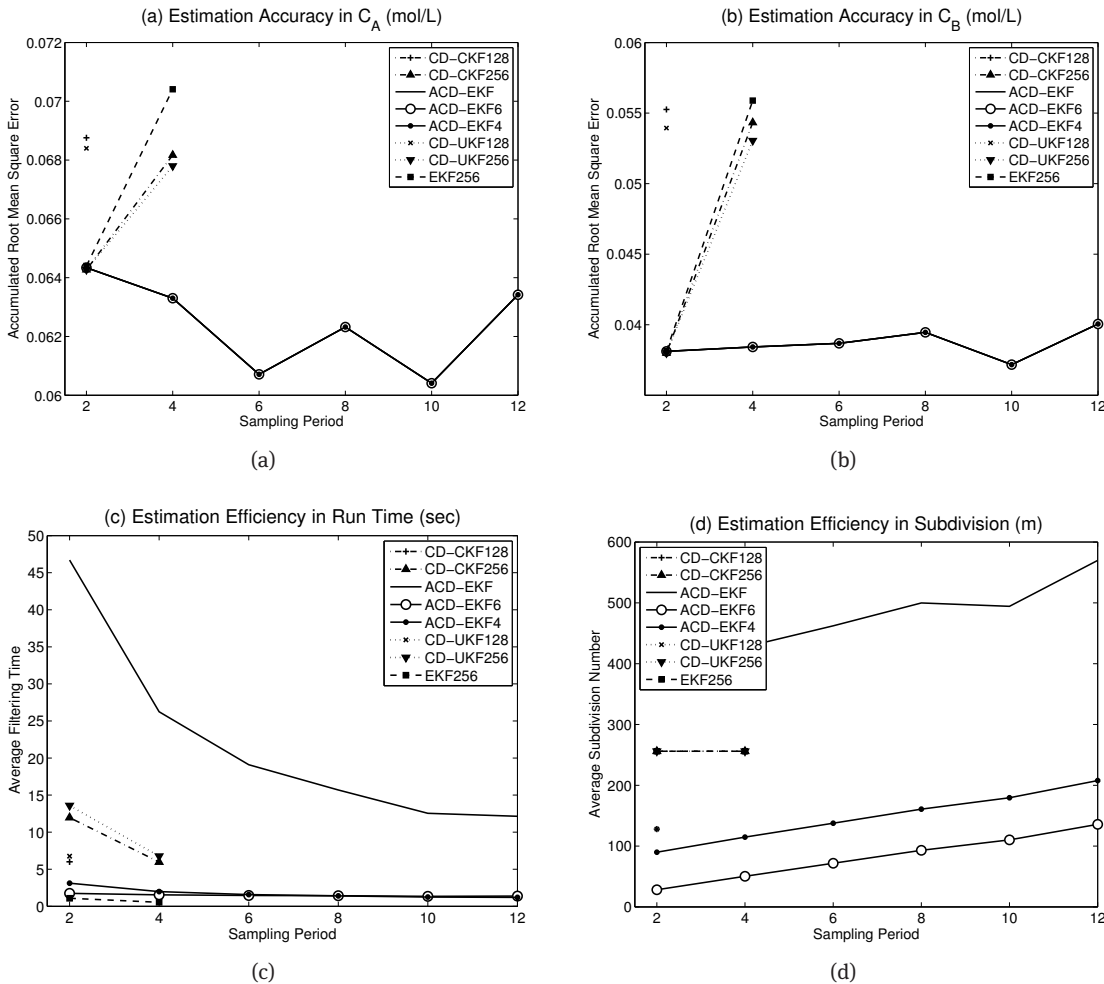 (a) Estimation Accuracy in C_A (mol/L)
Accumulated Root Mean Square Error
0.072
0.07
0.068
0.066
0.064
0.062
0.06
CD−CKF128
CD−CKF256
ACD−EKF
ACD−EKF6
ACD−EKF4
CD−UKF128
CD−UKF256
EKF256
2 4 6 8 10 12
Sampling Period
(a)
(b) Estimation Accuracy in C_B (mol/L)
Accumulated Root Mean Square Error
0.06
0.055
0.05
0.045
0.04
CD−CKF128
CD−CKF256
ACD−EKF
ACD−EKF6
ACD−EKF4
CD−UKF128
CD−UKF256
EKF256
2 4 6 8 10 12
Sampling Period
(b)
(c) Estimation Efficiency in Run Time (sec)
Average Filtering Time
50
45
40
35
30
25
20
15
10
5
0
CD−CKF128
CD−CKF256
ACD−EKF
ACD−EKF6
ACD−EKF4
CD−UKF128
CD−UKF256
EKF256
2 4 6 8 10 12
Sampling Period
(c)
(d) Estimation Efficiency in Subdivision (m)
Average Subdivision Number
600
500
400
300
200
100
0
CD−CKF128
CD−CKF256
ACD−EKF
ACD−EKF6
ACD−EKF4
CD−UKF128
CD−UKF256
EKF256
2 4 6 8 10 12
Sampling Period
(d)